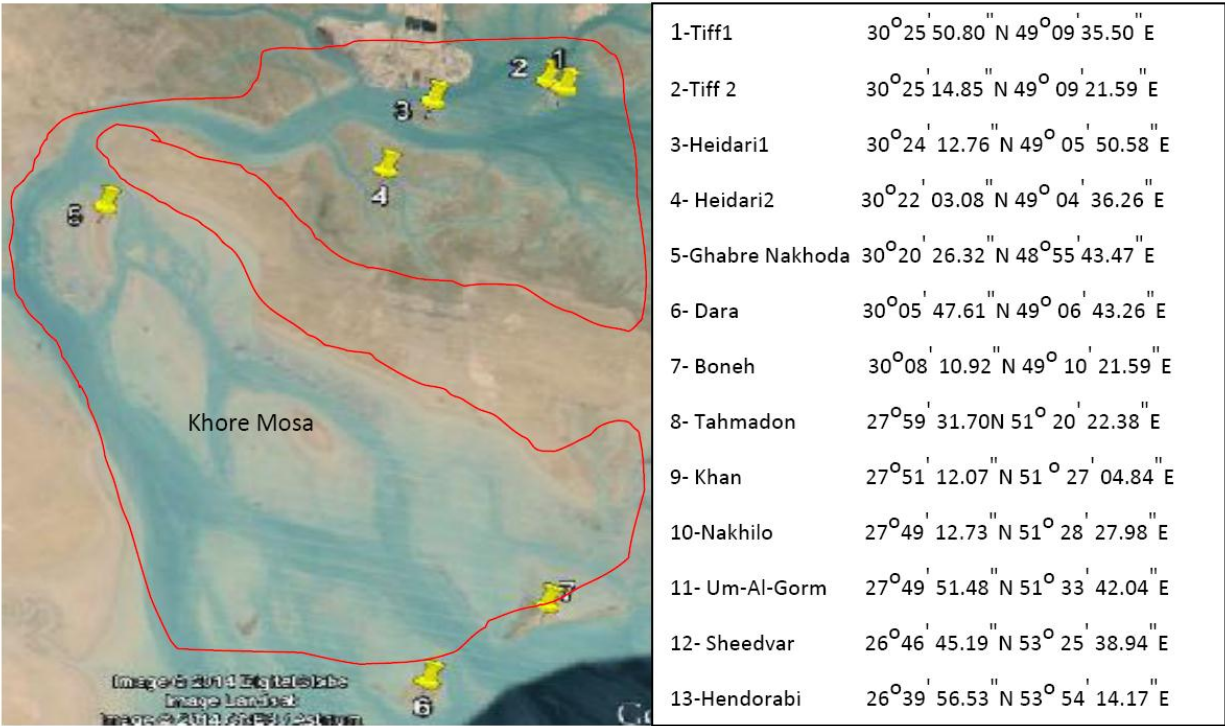 1
2
3
4
5
Khore Mosa
7
6
Image © 2014 DigitalGlobe
Image Landsat
1-Tiff1 30°25'50.80"N 49°09'35.50"E
2-Tiff 2 30°25'14.85"N 49°09'21.59"E
3-Heidari1 30°24'12.76"N 49°05'50.58"E
4- Heidari2 30°22'03.08"N 49°04'36.26"E
5-Ghabre Nakhoda 30°20'26.32"N 48°55'43.47"E
6- Dara 30°05'47.61"N 49°06'43.26"E
7- Boneh 30°08'10.92"N 49°10'21.59"E
8- Tahmadon 27°59'31.70N 51°20'22.38"E
9- Khan 27°51'12.07"N 51°27'04.84"E
10-Nakhilo 27°49'12.73"N 51°28'27.98"E
11- Um-Al-Gorm 27°49'51.48"N 51°33'42.04"E
12- Sheedvar 26°46'45.19"N 53°25'38.94"E
13-Hendorabi 26°39'56.53"N 53°54'14.17"E